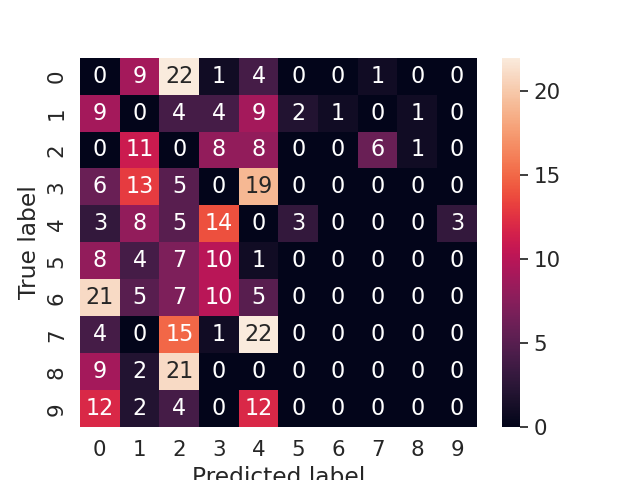 0 0 9 22 1 4 0 0 1 0 0
1 9 0 4 4 9 2 1 0 1 0
2 0 11 0 8 8 0 0 6 1 0
3 6 13 5 0 19 0 0 0 0 0
4 3 8 5 14 0 3 0 0 0 3
5 8 4 7 10 1 0 0 0 0 0
6 21 5 7 10 5 0 0 0 0 0
7 4 0 15 1 22 0 0 0 0 0
8 9 2 21 0 0 0 0 0 0 0
9 12 2 4 0 12 0 0 0 0 0
0 1 2 3 4 5 6 7 8 9
Predicted label
True label
20
15
10
5
0